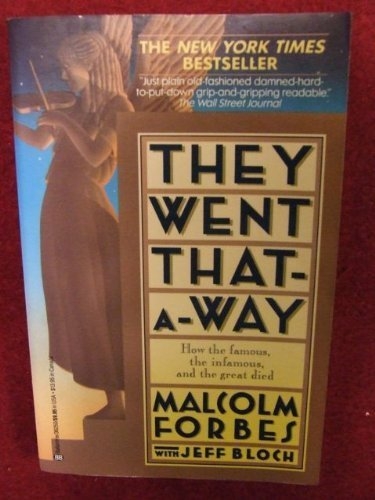 THE NEW YORK TIMES
BESTSELLER
"Just plain old-fashioned damned-hard-
to-put-down grip-and-gripping readable."
The Wall Street Journal
THEY
WENT
THAT-
A-WAY
How the famous,
the infamous,
and the great died
MALCOLM
FORBES
WITH JEFF BLOCH